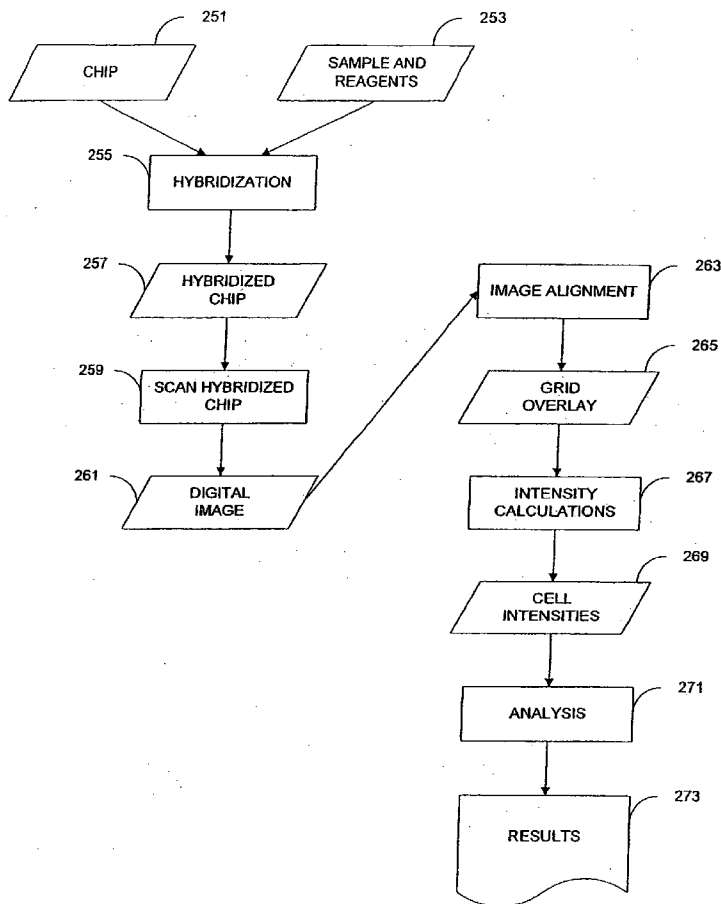 251
253
CHIP
SAMPLE AND
REAGENTS
255
HYBRIDIZATION
257
HYBRIDIZED
CHIP
259
SCAN HYBRIDIZED
CHIP
261
DIGITAL
IMAGE
263
IMAGE ALIGNMENT
265
GRID
OVERLAY
267
INTENSITY
CALCULATIONS
269
CELL
INTENSITIES
271
ANALYSIS
273
RESULTS